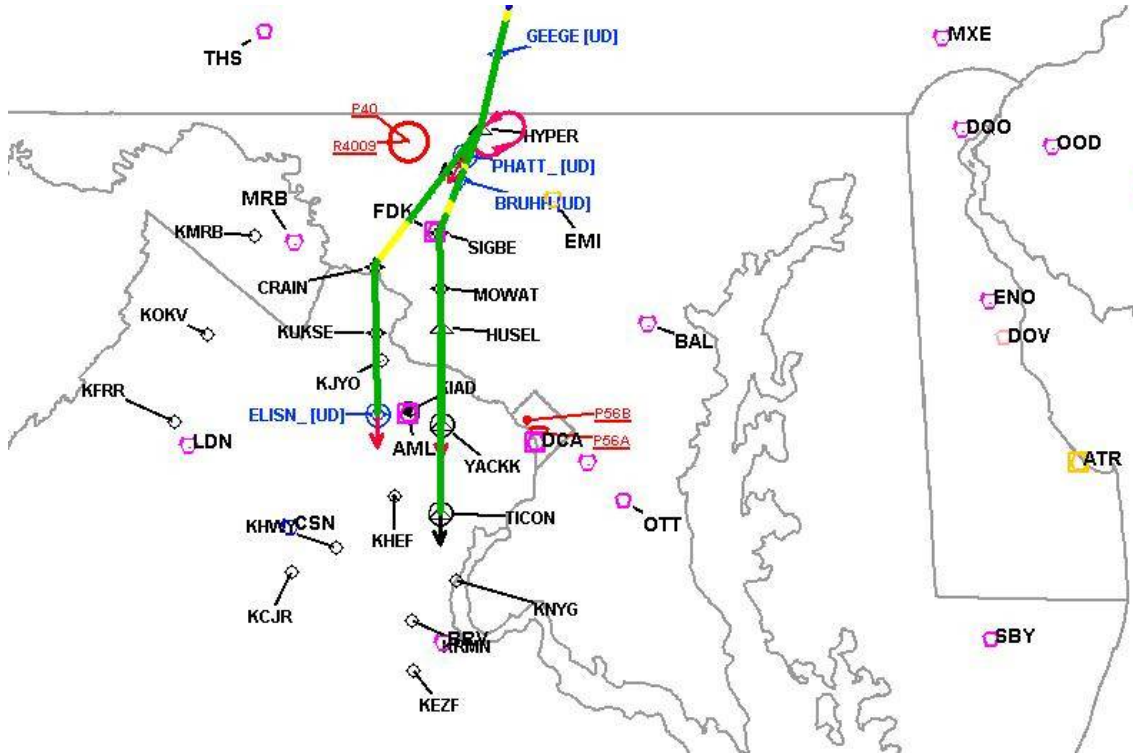 GEEGE [UD]
MXE
THS
P40
R4009
HYPER
DQO
OOD
PHATT_ [UD]
BRUHH [UD]
MRB
FDK
EMI
KMRB
SIGBE
CRAIN
MOWAT
ENO
KOKV
KUKSE
HUSEL
BAL
DOV
KJYO
KIAD
KFRR
ELISN_ [UD]
P56B
P56A
LDN
AML
DCA
YACKK
ATR
TICON
OTT
KHWY
CSN
KHEF
KCJR
KNYG
BRV
KRMN
SBY
KEZF